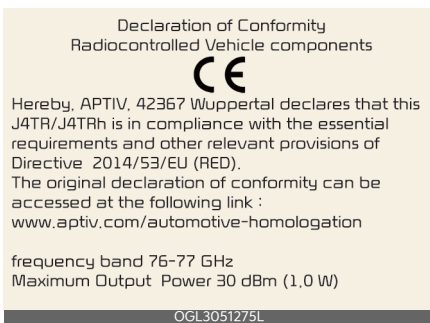 Declaration of Conformity
Radiocontrolled Vehicle components
CE
Hereby, APTIV, 42367 Wuppertal declares that this
J4TR/J4TRh is in compliance with the essential
requirements and other relevant provisions of
Directive 2014/53/EU (RED).
The original declaration of conformity can be
accessed at the following link :
www.aptiv.com/automotive-homologation
frequency band 76-77 GHz
Maximum Output Power 30 dBm (1,0 W)
OGL3051275L